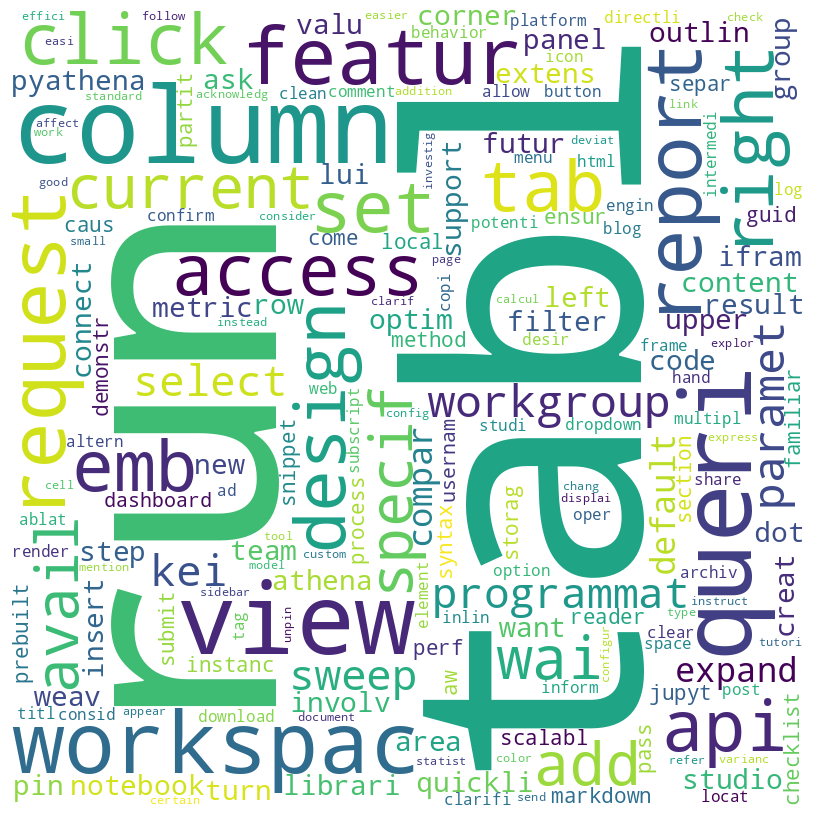 effici
easi
follow
click
featur
valu
corner
behavior
platform
easier
directli
check
outlin
panel
icon
extens
pyathena
standard
ask
clean
comment
addition
allow
button
separ
group
work
affect
acknowledg
partit
column
tabl
futur
menu
deviat
html
link
report
right
intermedi
log
good
current
set
lui
investig
support
tab
potenti
ensur
engin
blog
guid
small
caus
confirm
consider
come
local
request
run
access
page
copi
ifram
connect
demonstr
metric
row
clarif
optim
calcul
left
content
result
instead
method
filter
desir
upper
frame
explor
design
select
web
specif
config
workgroup
code
hand
paramet
familiar
emb
new
snippet
subscript
compar
usernam
studi
dropdown
multipl
queri
express
altern
cell
dashboard
ad
process
chang
displai
oper
default
section
share
dot
avail
ablat
render
step
team
tool
syntax
storag
option
archiv
mention
kei
athena
model
custom
programmat
type
instruct
creat
prebuilt
insert
submit
tag
sidebar
unpin
view
element
inlin
want
reader
clear
space
tutori
perf
wai
configur
expand
weav
instanc
sweep
involv
aw
inform
jupyt
post
checklist
titl
consid
appear
download
document
workspac
area
statist
scalabl
color
pass
api
refer
varianc
pin
notebook
turn
librari
quickli
add
studio
certain
clarifi
send
markdown
locat